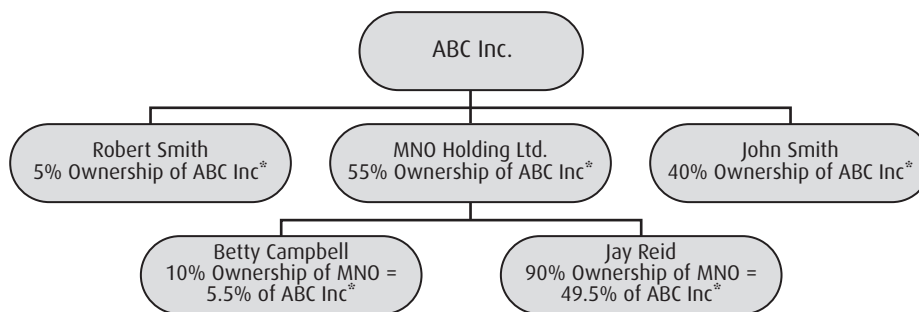 ABC Inc.
Robert Smith
5% Ownership of ABC Inc*
MNO Holding Ltd.
55% Ownership of ABC Inc*
John Smith
40% Ownership of ABC Inc*
Betty Campbell
10% Ownership of MNO =
5.5% of ABC Inc*
Jay Reid
90% Ownership of MNO =
49.5% of ABC Inc*